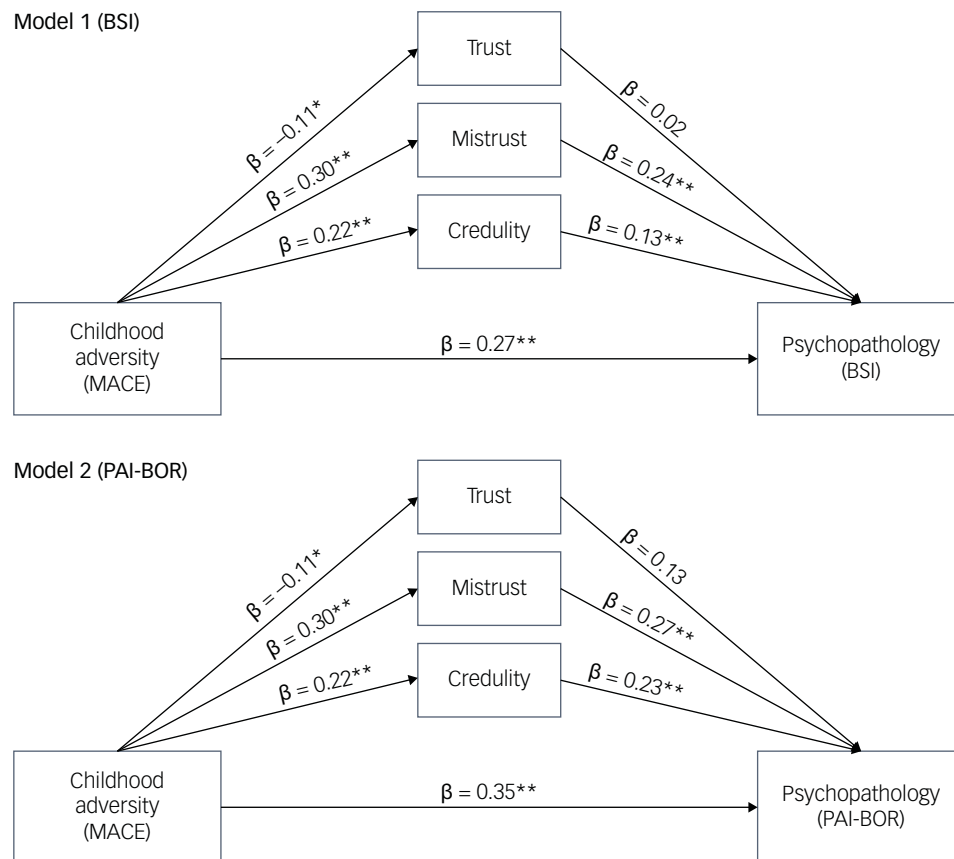 Model 1 (BSI)
Trust
β = –0.11*
β = 0.02
Mistrust
β = 0.30**
β = 0.24**
Credulity
β = 0.22**
β = 0.13**
Childhood
adversity
(MACE)
β = 0.27**
Psychopathology
(BSI)
Model 2 (PAI-BOR)
Trust
β = –0.11*
β = 0.13
Mistrust
β = 0.30**
β = 0.27**
Credulity
β = 0.22**
β = 0.23**
Childhood
adversity
(MACE)
β = 0.35**
Psychopathology
(PAI-BOR)